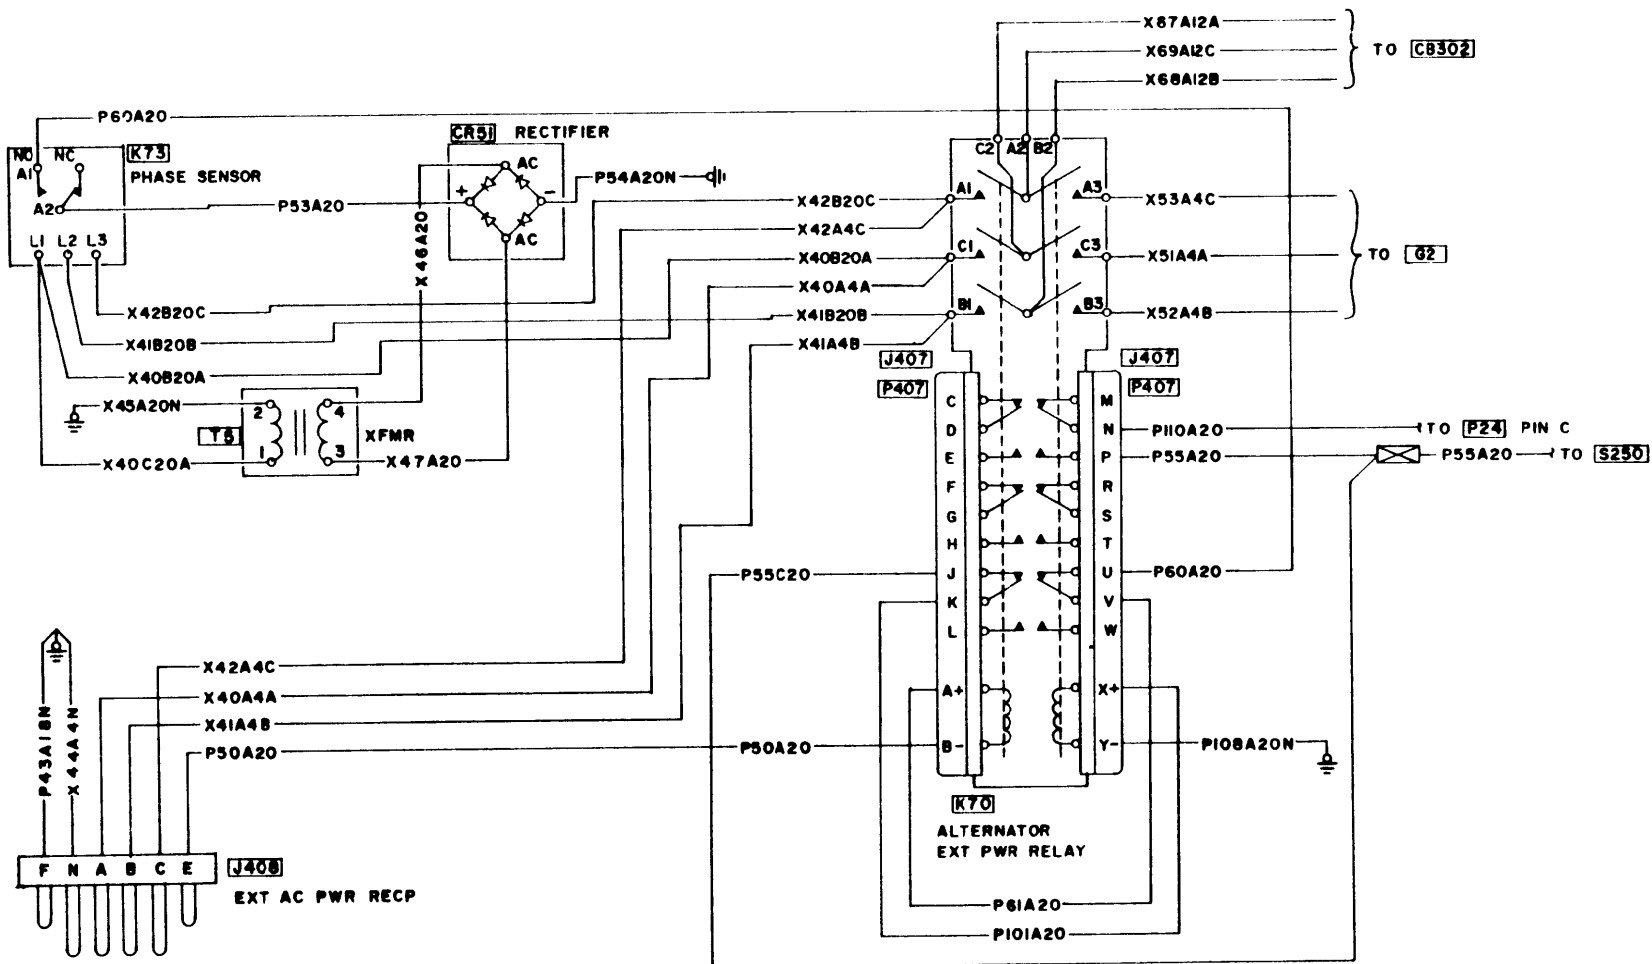 X87A12A
X69A12C
TO CB302
X68A12B
P60A20
CR51 RECTIFIER
NO NC K73
A1
PHASE SENSOR
AC
+ -
P54A20N
C2 A2 B2
A2
P53A20
X42B20C
A1 A3
X53A4C
L1 L2 L3
X46A20
AC
X42A4C
X40B20A
C1 C3
X51A4A
TO G2
X40A4A
X42B20C
X41B20B
B1 B3
X52A4B
X41B20B
X41A4B
J407 J407
X40B20A
P407 P407
X45A20N
2 4
C M
T5 XFMR
D N
P110A20
TO P24 PIN C
X40C20A
1 3
X47A20
E P
P55A20
P55A20
TO S250
F R
G S
H T
P55C20
J U
P60A20
K V
L W
X42A4C
X40A4A
A+ X+
X41A4B
P50A20
P50A20
B- Y-
P108A20N
P43A18N
X44A4N
K70
ALTERNATOR
EXT PWR RELAY
F N A B C E
J408
EXT AC PWR RECP
P61A20
P101A20